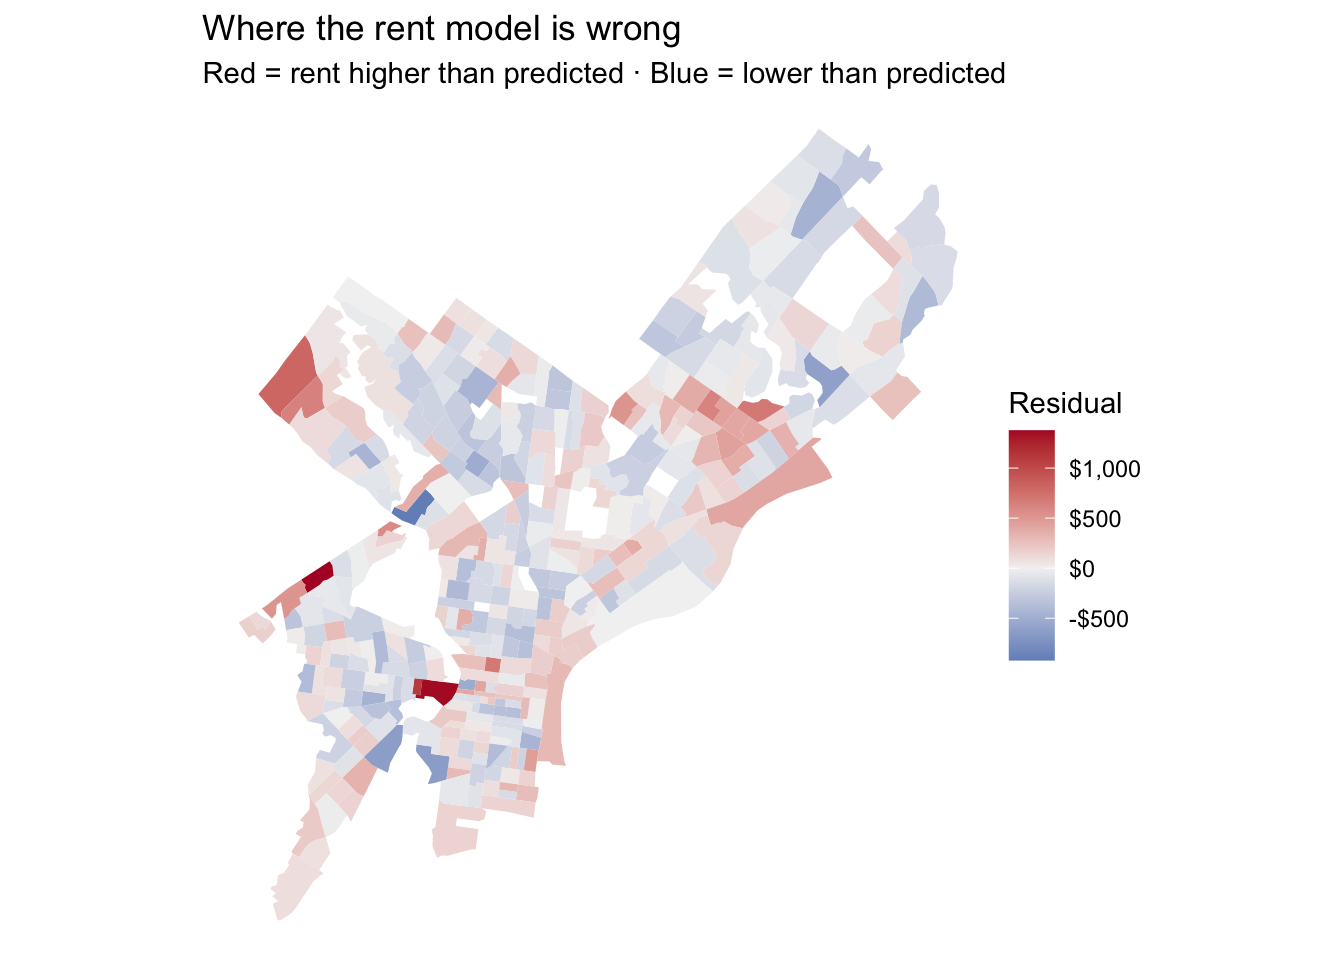 Where the rent model is wrong
Red = rent higher than predicted · Blue = lower than predicted
Residual
$1,000
$500
$0
-$500